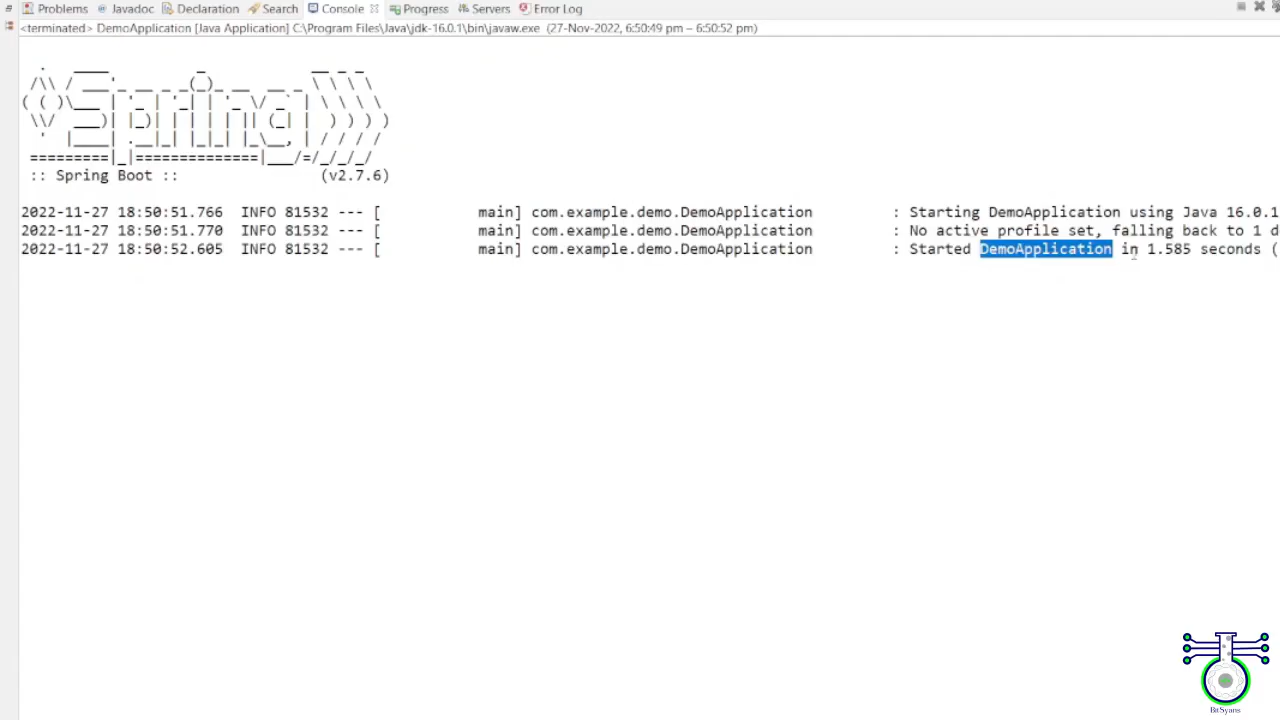 Problems Javadoc Declaration Search Console Progress Servers Error Log
<terminated> DemoApplication [Java Application] C:\Program Files\Java\jdk-16.0.1\bin\javaw.exe (27-Nov-2022, 6:50:49 pm – 6:50:52 pm)
Spring
:: Spring Boot :: (v2.7.6)
2022-11-27 18:50:51.766 INFO 81532 --- [ main] com.example.demo.DemoApplication : Starting DemoApplication using Java 16.0.1
2022-11-27 18:50:51.770 INFO 81532 --- [ main] com.example.demo.DemoApplication : No active profile set, falling back to 1 d
2022-11-27 18:50:52.605 INFO 81532 --- [ main] com.example.demo.DemoApplication : Started DemoApplication in 1.585 seconds (
BitSyans